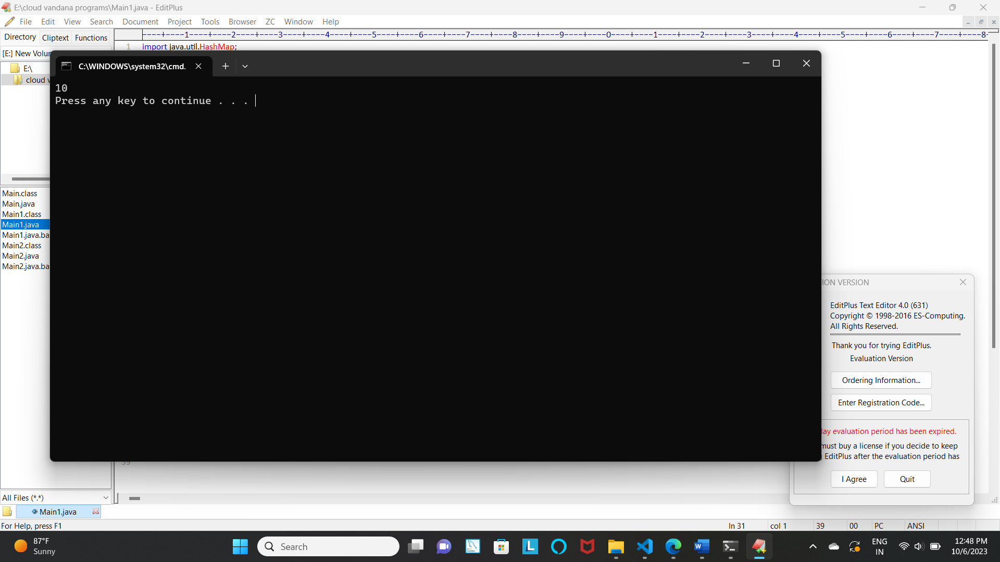 E:\cloud vandana programs\Main1.java - EditPlus
File Edit View Search Document Project Tools Browser ZC Window Help
Directory Cliptext Functions
----+----1----+----2----+----3----+----4----+----5----+----6----+----7----+----8----+----9----+----0----+----1----+----2----+----3----+----4----+----5----+----6----+----7----+----8-
1 import java.util.HashMap;
[E:] New Volum
E:\
cloud v
C:\WINDOWS\system32\cmd.
10
Press any key to continue . . .
Main.class
Main.java
Main1.class
Main1.java
Main1.java.ba
Main2.class
Main2.java
Main2.java.ba
ION VERSION
EditPlus Text Editor 4.0 (631)
Copyright © 1998-2016 ES-Computing.
All Rights Reserved.
Thank you for trying EditPlus.
Evaluation Version
Ordering Information...
Enter Registration Code...
day evaluation period has been expired.
must buy a license if you decide to keep
EditPlus after the evaluation period has
I Agree Quit
39
All Files (*.*)
Main1.java
For Help, press F1
ln 31 col 1 39 00 PC ANSI
87°F
Sunny
Search
ENG
IN
12:48 PM
10/6/2023